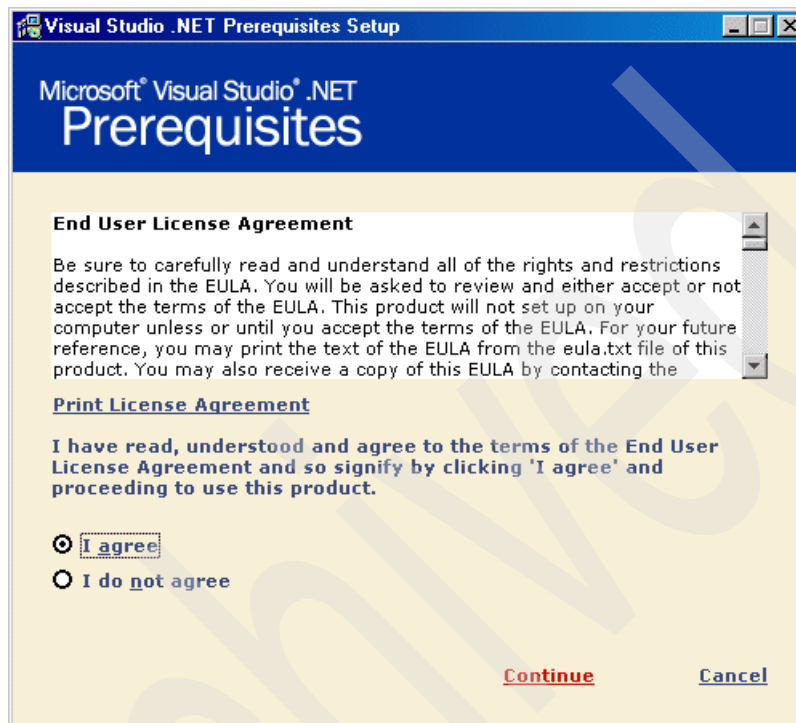 Visual Studio .NET Prerequisites Setup
Microsoft® Visual Studio® .NET
Prerequisites
End User License Agreement
Be sure to carefully read and understand all of the rights and restrictions
described in the EULA. You will be asked to review and either accept or not
accept the terms of the EULA. This product will not set up on your
computer unless or until you accept the terms of the EULA. For your future
reference, you may print the text of the EULA from the eula.txt file of this
product. You may also receive a copy of this EULA by contacting the
Print License Agreement
I have read, understood and agree to the terms of the End User
License Agreement and so signify by clicking 'I agree' and
proceeding to use this product.
I agree
I do not agree
Continue
Cancel